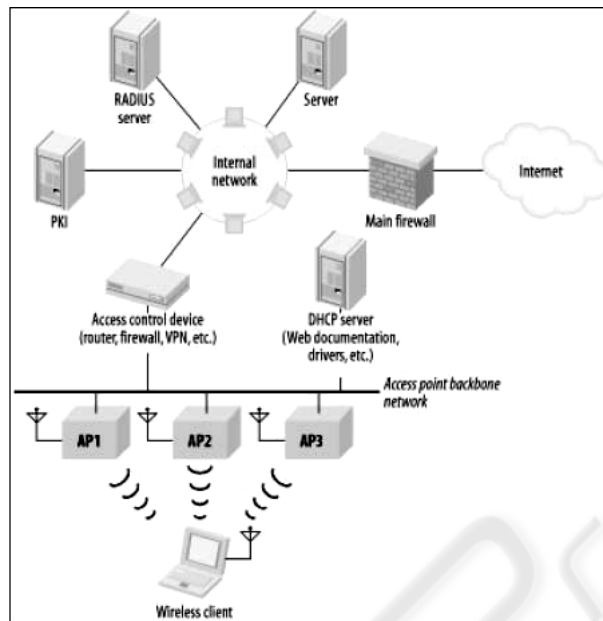 RADIUS
server
Server
Internal
network
PKI
Main firewall
Internet
Access control device
(router, firewall, VPN, etc.)
DHCP server
(Web documentation,
drivers, etc.)
Access point backbone
network
AP1
AP2
AP3
Wireless client